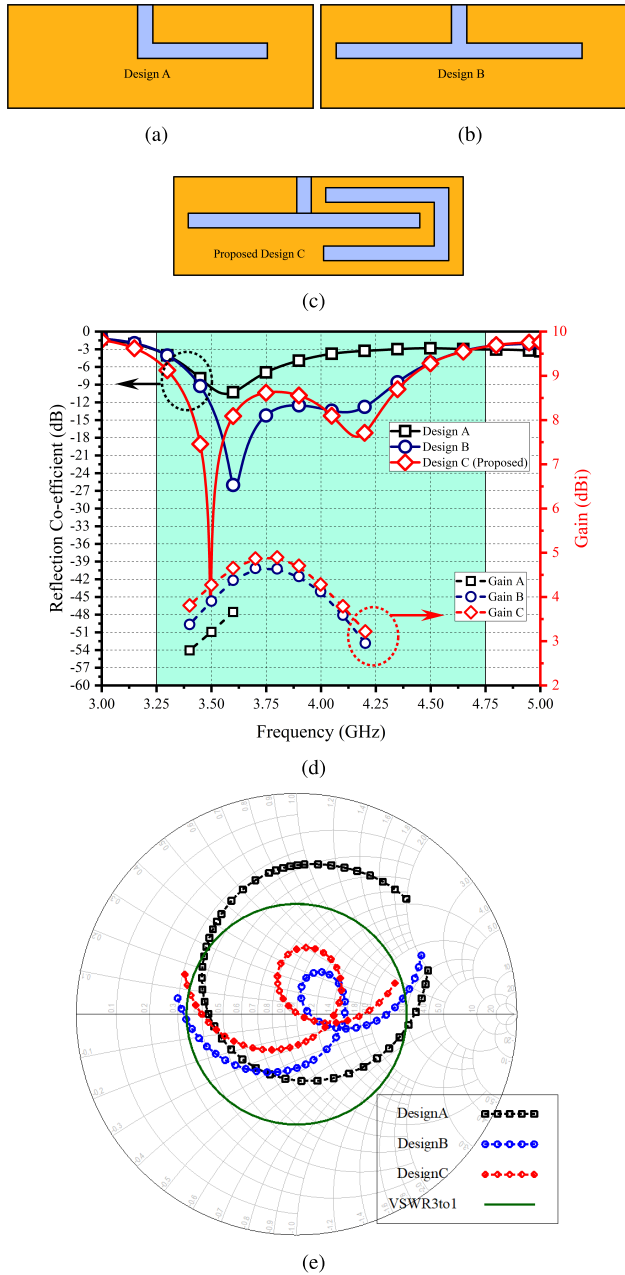 Design A
Design B
(a)
(b)
Proposed Design C
(c)
0
-3
-6
-9
-12
-15
-18
-21
-24
-27
-30
-33
-36
-39
-42
-45
-48
-51
-54
-57
-60
Reflection Co-efficient (dB)
10
9
8
7
6
5
4
3
2
Gain (dBi)
Design A
Design B
Design C (Proposed)
Gain A
Gain B
Gain C
3.00
3.25
3.50
3.75
4.00
4.25
4.50
4.75
5.00
Frequency (GHz)
(d)
DesignA
DesignB
DesignC
VSWR3to1
(e)